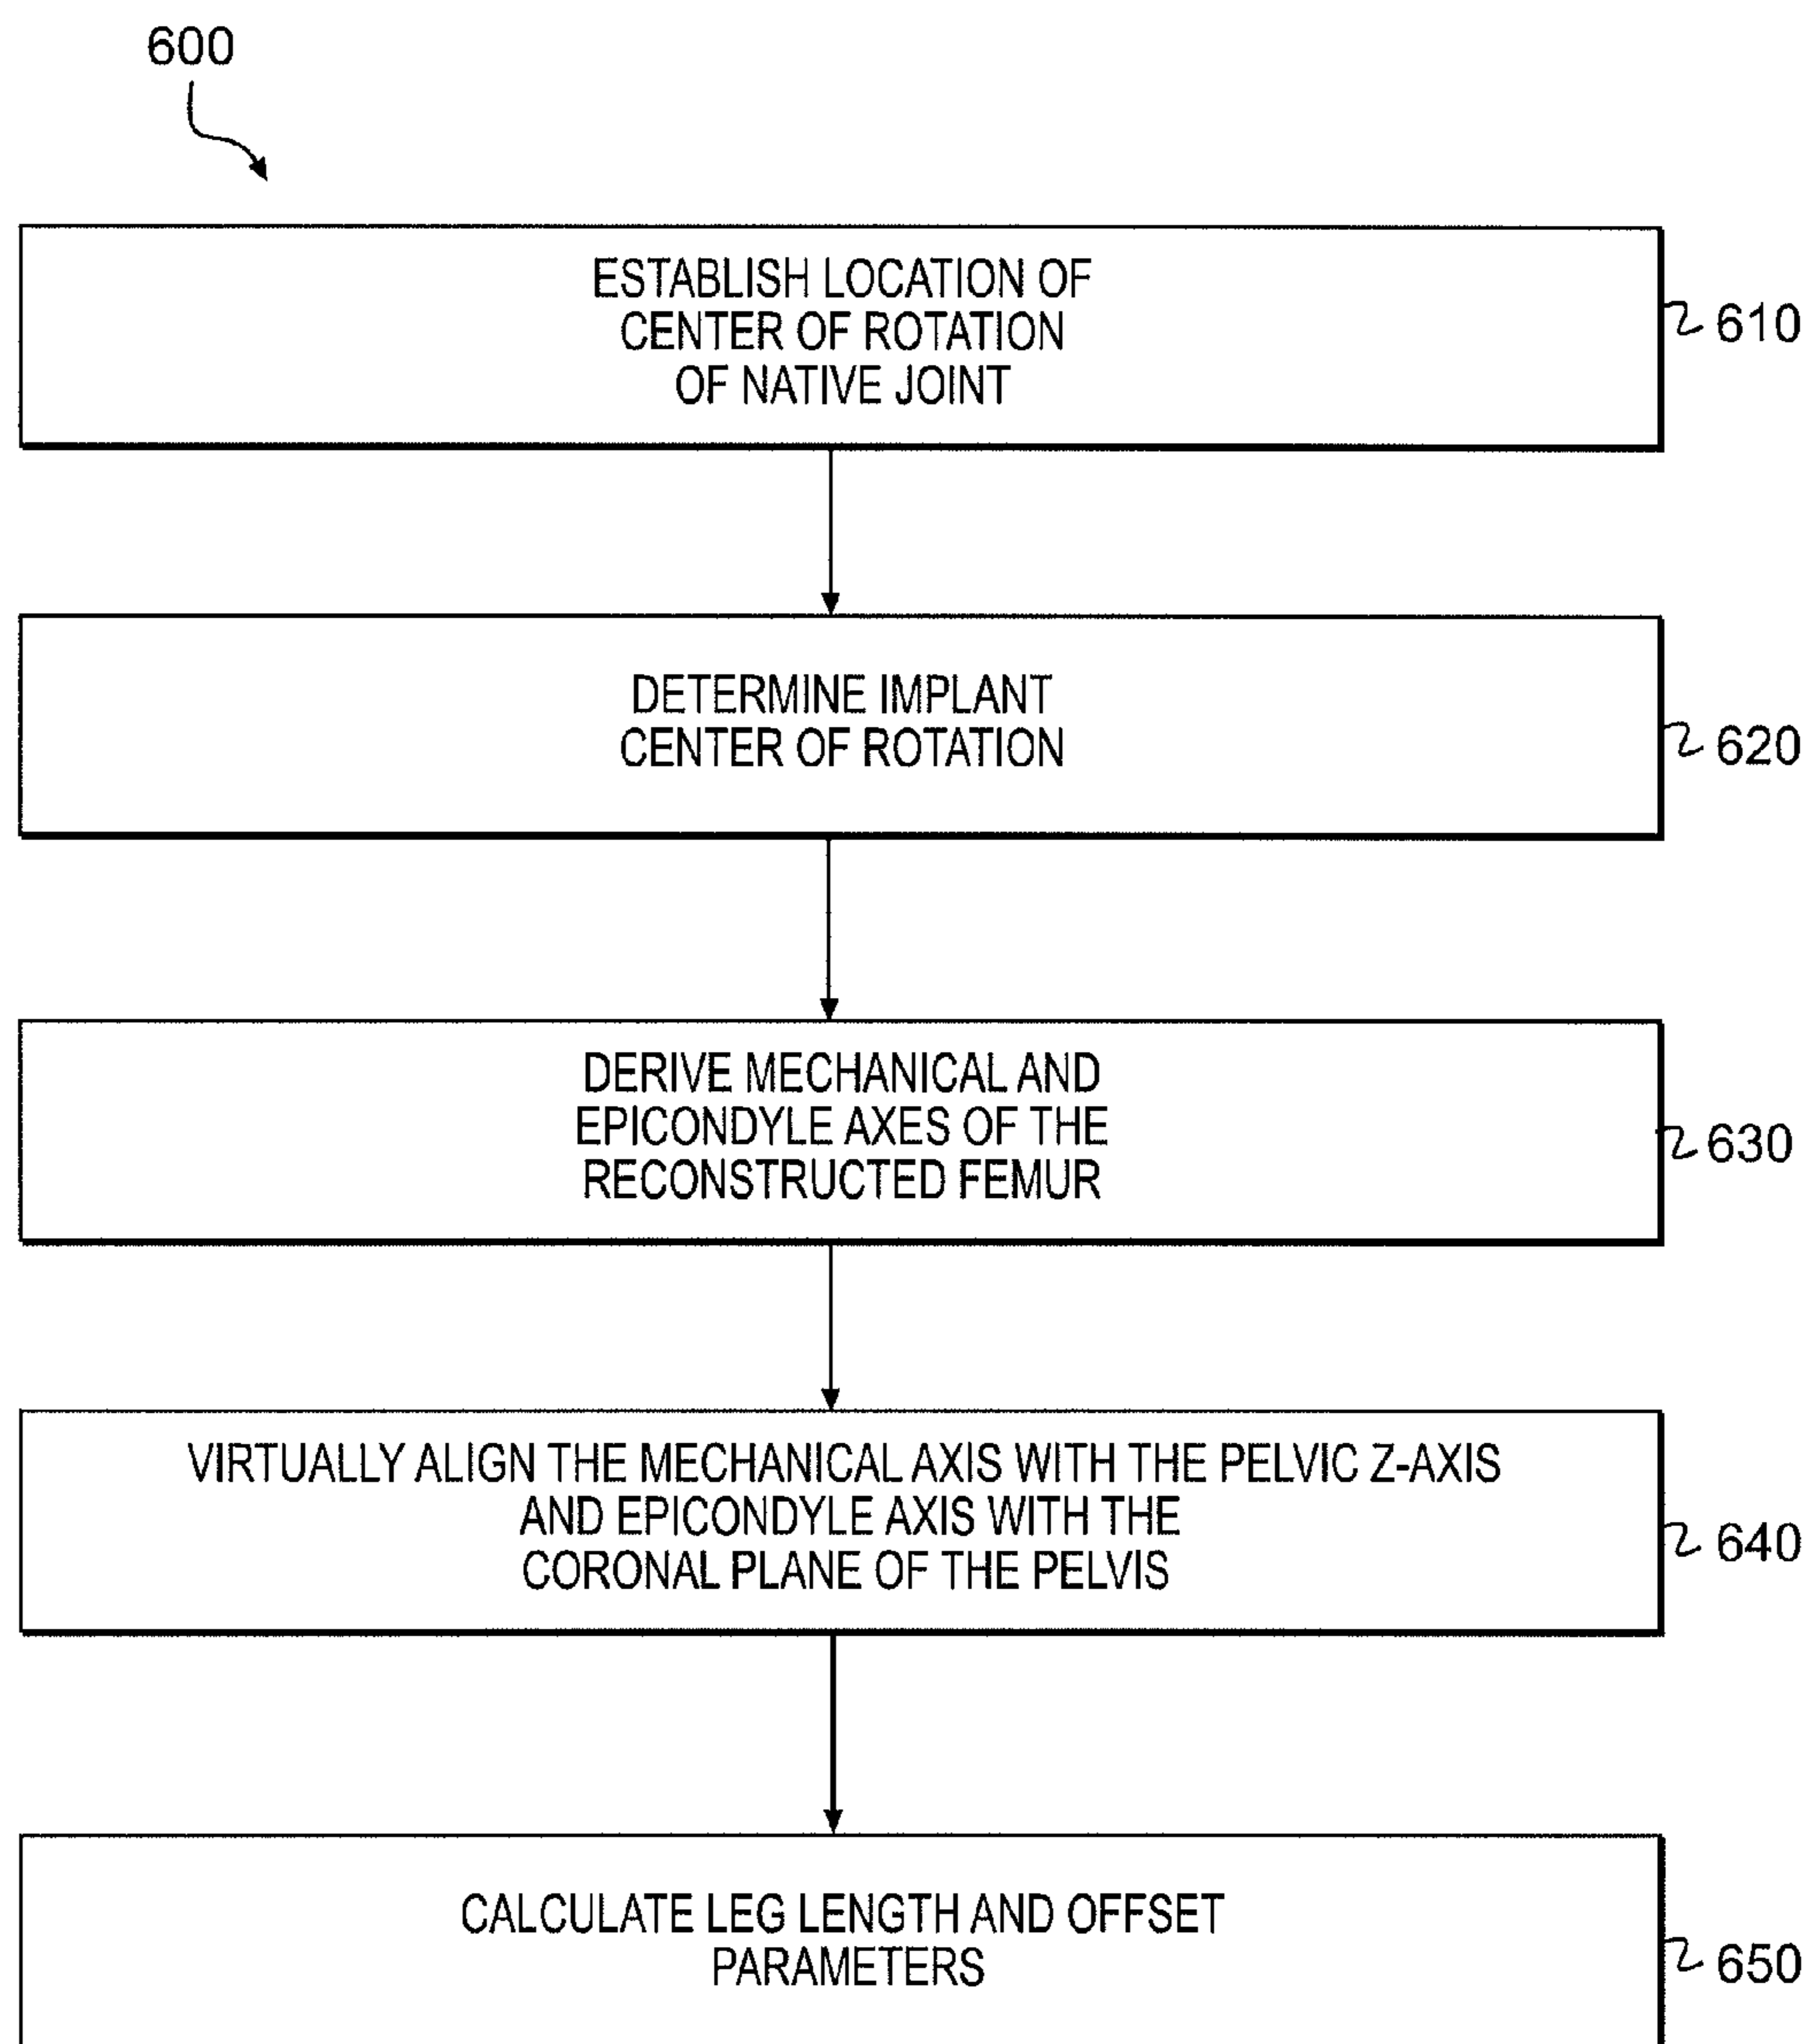 600
ESTABLISH LOCATION OF
CENTER OF ROTATION
OF NATIVE JOINT
610
DETERMINE IMPLANT
CENTER OF ROTATION
620
DERIVE MECHANICAL AND
EPICONDYLE AXES OF THE
RECONSTRUCTED FEMUR
630
VIRTUALLY ALIGN THE MECHANICAL AXIS WITH THE PELVIC Z-AXIS
AND EPICONDYLE AXIS WITH THE
CORONAL PLANE OF THE PELVIS
640
CALCULATE LEG LENGTH AND OFFSET
PARAMETERS
650